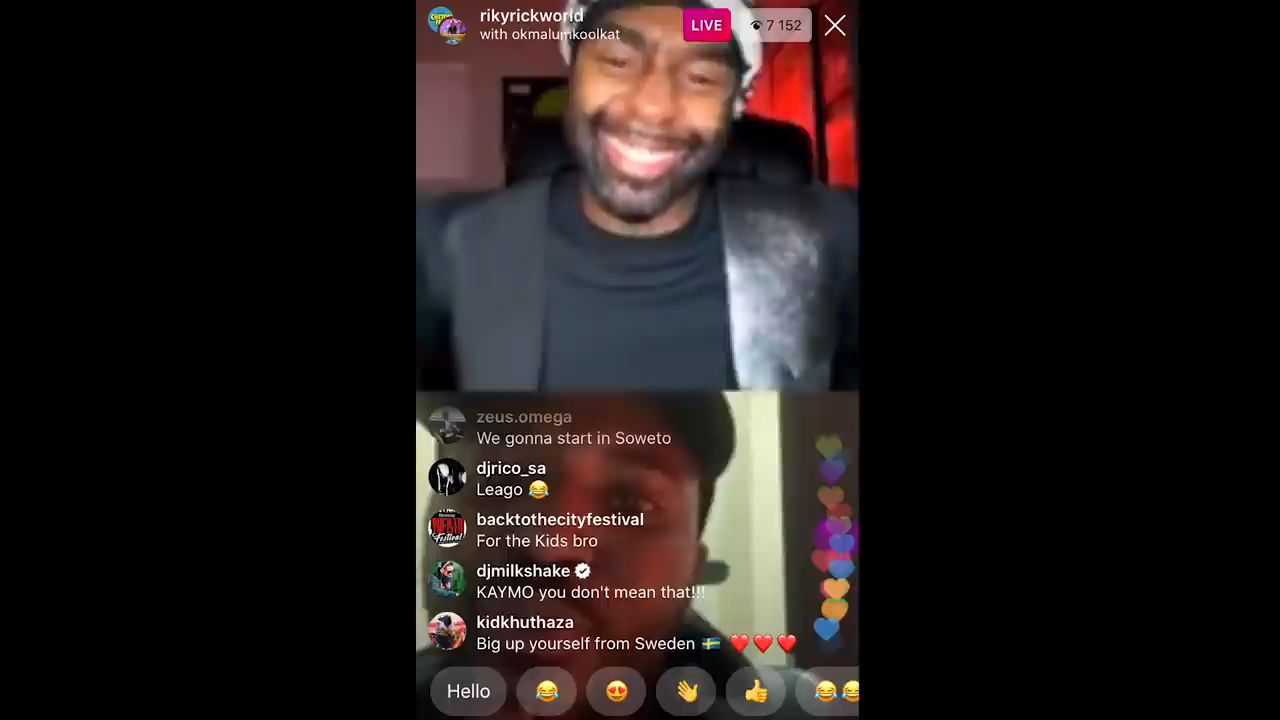 rikyrickworld
with okmalumkoolkat
LIVE
7 152
zeus.omega
We gonna start in Soweto
djrico_sa
Leago 😂
backtothecityfestival
For the Kids bro
djmilkshake
KAYMO you don't mean that!!!
kidkhuthaza
Big up yourself from Sweden 🇸🇪 ❤️❤️❤️
Hello 😂 😍 👋 👍 😂😂